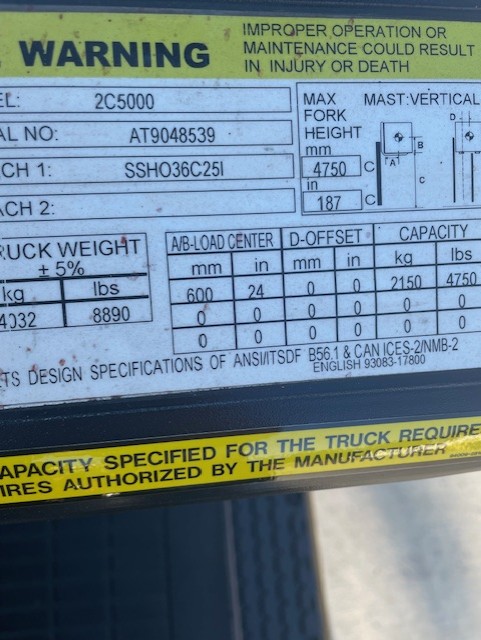 WARNING
IMPROPER OPERATION OR
MAINTENANCE COULD RESULT
IN INJURY OR DEATH
EL: 2C5000
AL NO: AT9048539
CH 1: SSHO36C25I
ACH 2:
MAX
FORK
HEIGHT
mm
4750 C
in
187 C
MAST:VERTICAL
D
B
A
C
RUCK WEIGHT
± 5%
kg lbs
4032 8890
A/B-LOAD CENTER D-OFFSET CAPACITY
mm in mm in kg lbs
600 24 0 0 2150 4750
0 0 0 0 0 0
0 0 0 0 0 0
TS DESIGN SPECIFICATIONS OF ANSI/ITSDF B56.1 & CAN ICES-2/NMB-2
ENGLISH 93083-17800
APACITY SPECIFIED FOR THE TRUCK REQUIRE
IRES AUTHORIZED BY THE MANUFACTURER